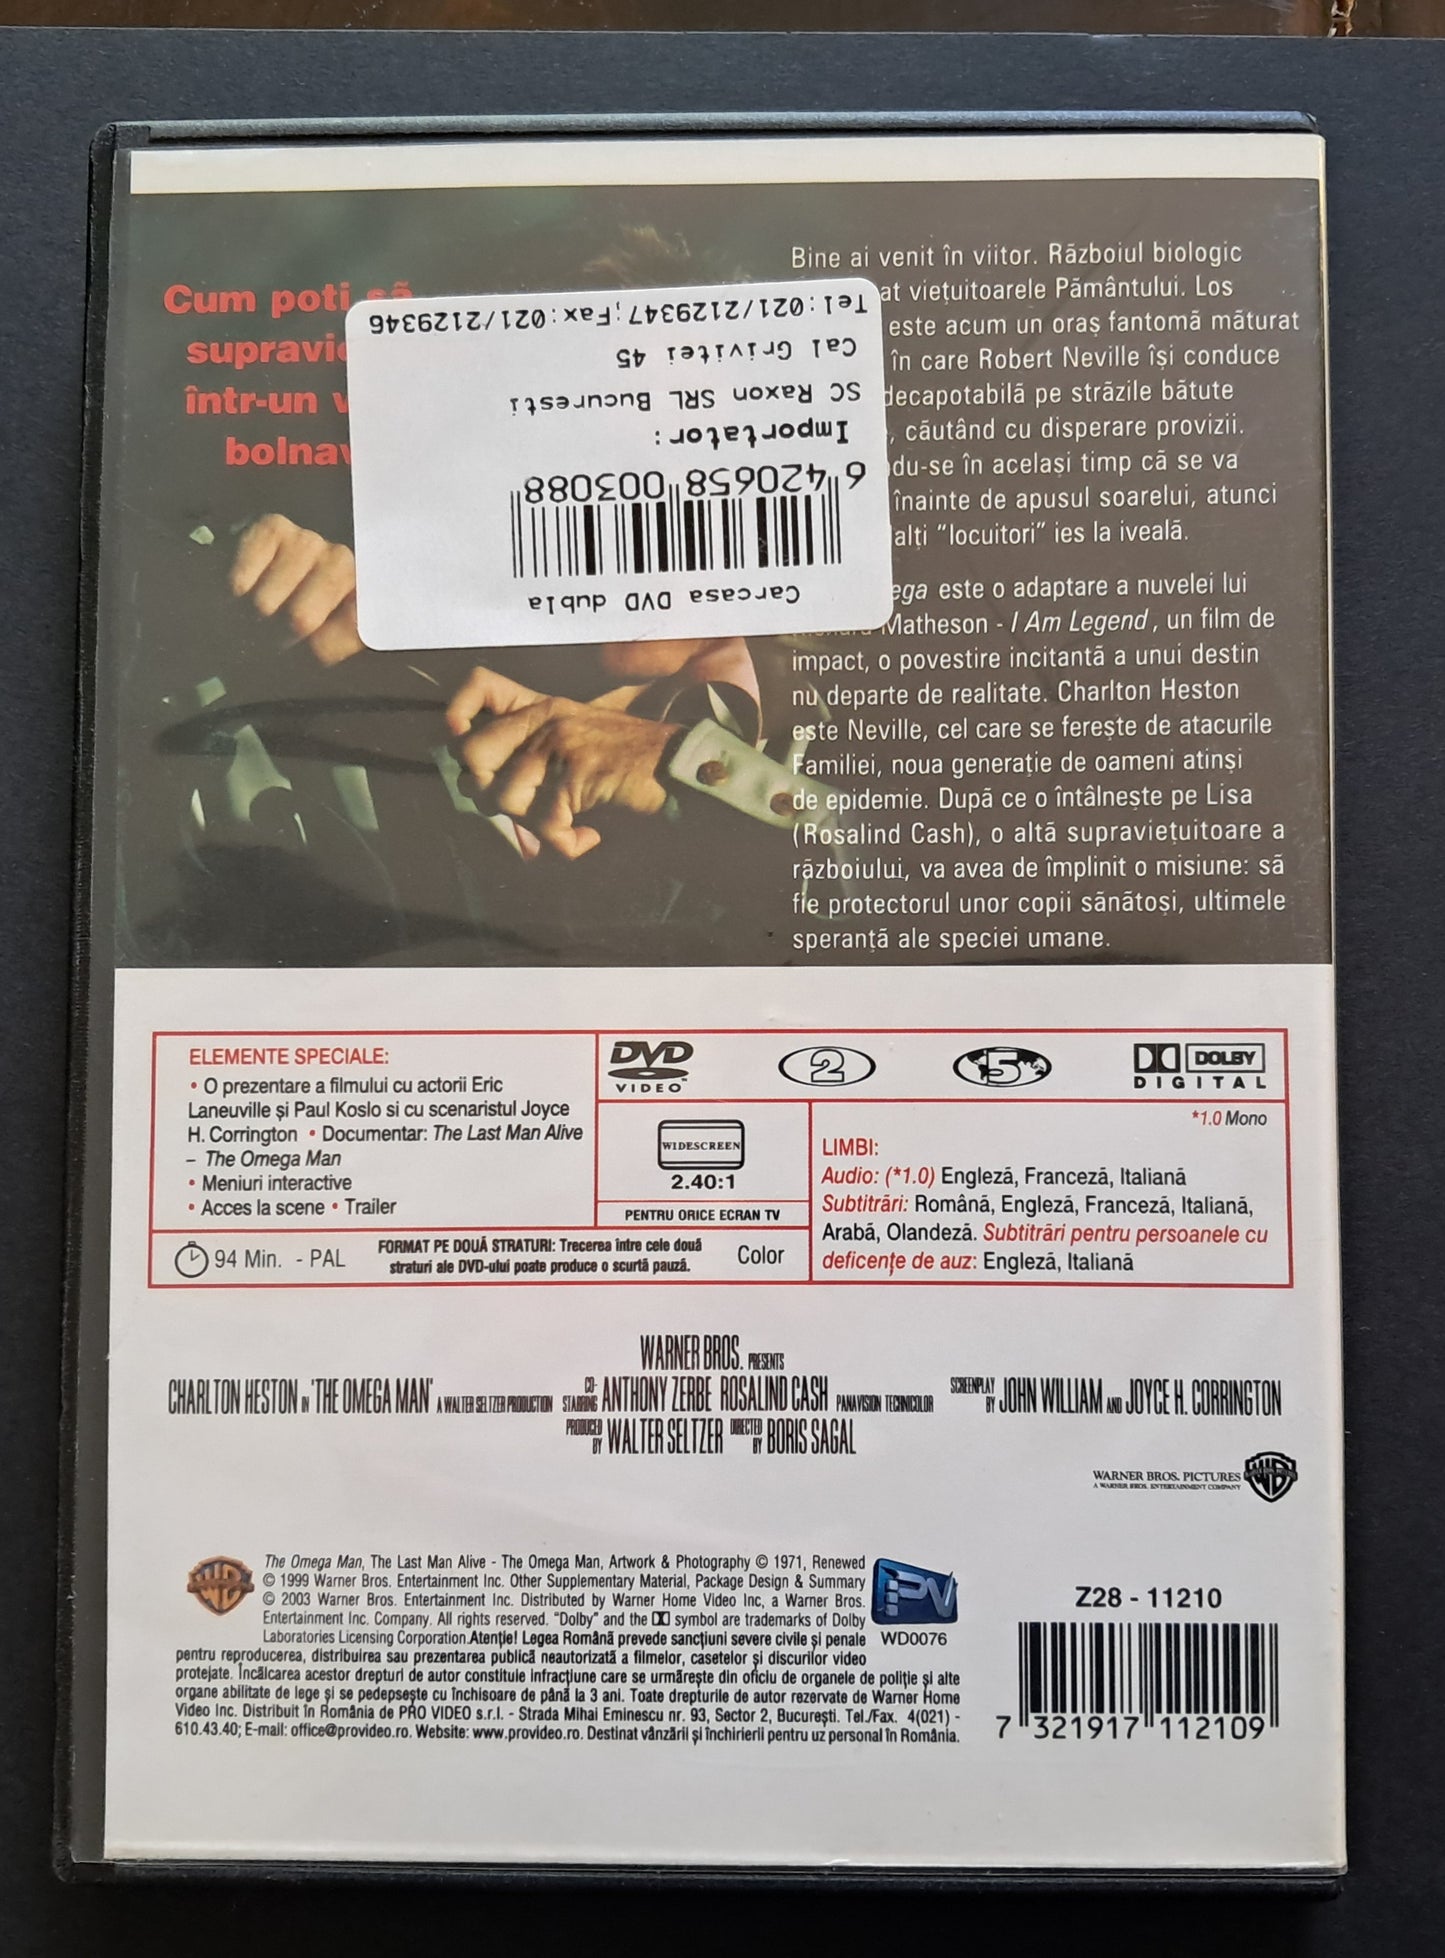 Cum poti să
supravie
într-un v
bolnav
Bine ai venit în viitor. Războiul biologic
at viețuitoarele Pământului. Los
este acum un oraș fantomă măturat
în care Robert Neville își conduce
decapotabilă pe străzile bătute
, căutând cu disperare provizii.
du-se în același timp că se va
înainte de apusul soarelui, atunci
alți "locuitori" ies la iveală.
ega este o adaptare a nuvelei lui
Matheson - I Am Legend, un film de
impact, o povestire incitantă a unui destin
nu departe de realitate. Charlton Heston
este Neville, cel care se ferește de atacurile
Familiei, noua generație de oameni atinși
de epidemie. După ce o întâlnește pe Lisa
(Rosalind Cash), o altă supraviețuitoare a
războiului, va avea de împlinit o misiune: să
fie protectorul unor copii sănătoși, ultimele
speranță ale speciei umane.
Carcasa DVD dubla
6 420658 003088
Importator:
SC Raxon SRL Bucuresti
Cal Grivitei 45
Tel:021/2129347;Fax:021/2129346
ELEMENTE SPECIALE:
• O prezentare a filmului cu actorii Eric
Laneuville și Paul Koslo si cu scenaristul Joyce
H. Corrington • Documentar: The Last Man Alive
– The Omega Man
• Meniuri interactive
• Acces la scene • Trailer
94 Min. - PAL
FORMAT PE DOUĂ STRATURI: Trecerea între cele două
straturi ale DVD-ului poate produce o scurtă pauză.
Color
DVD
VIDEO™
2
5
DOLBY
DIGITAL
WIDESCREEN
2.40:1
PENTRU ORICE ECRAN TV
*1.0 Mono
LIMBI:
Audio: (*1.0) Engleză, Franceză, Italiană
Subtitrări: Română, Engleză, Franceză, Italiană,
Arabă, Olandeză. Subtitrări pentru persoanele cu
deficențe de auz: Engleză, Italiană
WARNER BROS. PRESENTS
CHARLTON HESTON IN 'THE OMEGA MAN' A WALTER SELTZER PRODUCTION CO-STARRING ANTHONY ZERBE ROSALIND CASH PANAVISION TECHNICOLOR SCREENPLAY BY JOHN WILLIAM AND JOYCE H. CORRINGTON
PRODUCED BY WALTER SELTZER DIRECTED BY BORIS SAGAL
WARNER BROS. PICTURES
A WARNER BROS. ENTERTAINMENT COMPANY
The Omega Man, The Last Man Alive - The Omega Man, Artwork & Photography © 1971, Renewed
© 1999 Warner Bros. Entertainment Inc. Other Supplementary Material, Package Design & Summary
© 2003 Warner Bros. Entertainment Inc. Distributed by Warner Home Video Inc, a Warner Bros.
Entertainment Inc. Company. All rights reserved. "Dolby" and the symbol are trademarks of Dolby
Laboratories Licensing Corporation.Atenție! Legea Română prevede sancțiuni severe civile și penale
pentru reproducerea, distribuirea sau prezentarea publică neautorizată a filmelor, casetelor și discurilor video
protejate. Încălcarea acestor drepturi de autor constituie infracțiune care se urmărește din oficiu de organele de poliție și alte
organe abilitate de lege și se pedepsește cu închisoare de până la 3 ani. Toate drepturile de autor rezervate de Warner Home
Video Inc. Distribuit în România de PRO VIDEO s.r.l. - Strada Mihai Eminescu nr. 93, Sector 2, București. Tel./Fax. 4(021) -
610.43.40; E-mail: office@provideo.ro. Website: www.provideo.ro. Destinat vânzării și închirierii pentru uz personal în România.
PV
WD0076
Z28 - 11210
7 321917 112109